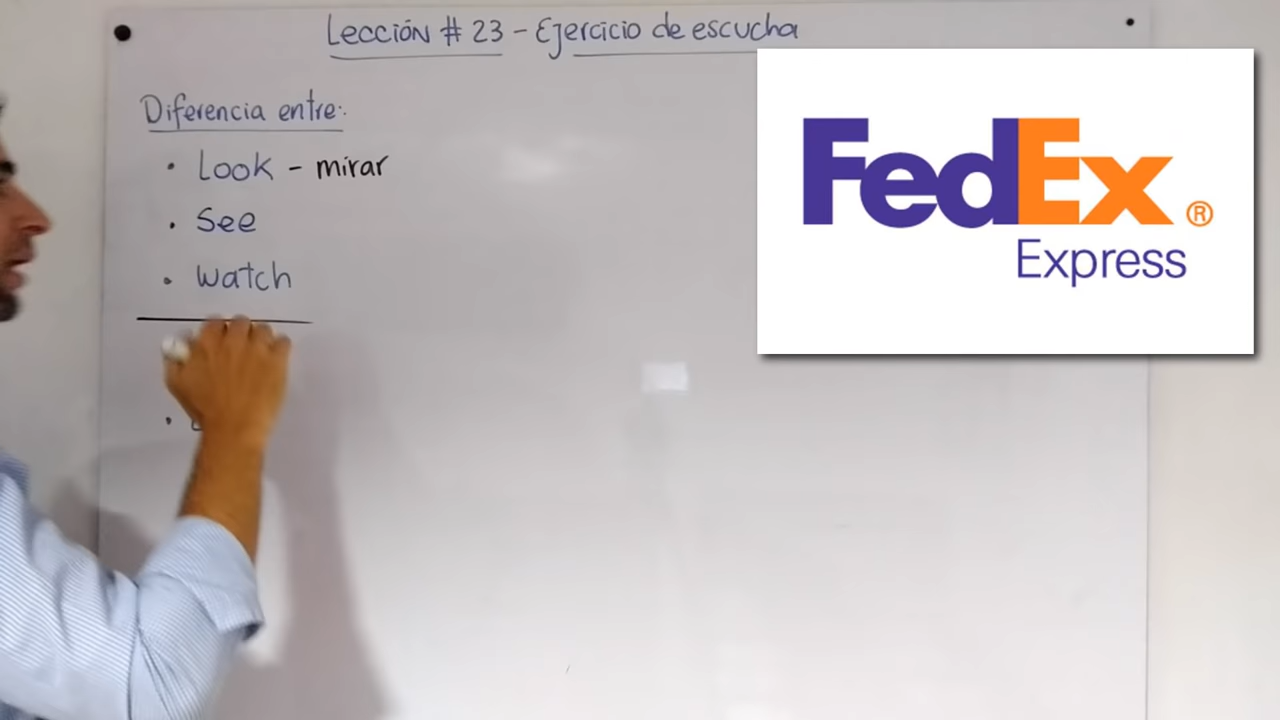 Lección # 23 - Ejercicio de escucha
Diferencia entre:
• Look - mirar
• See
• Watch
FedEx®
Express